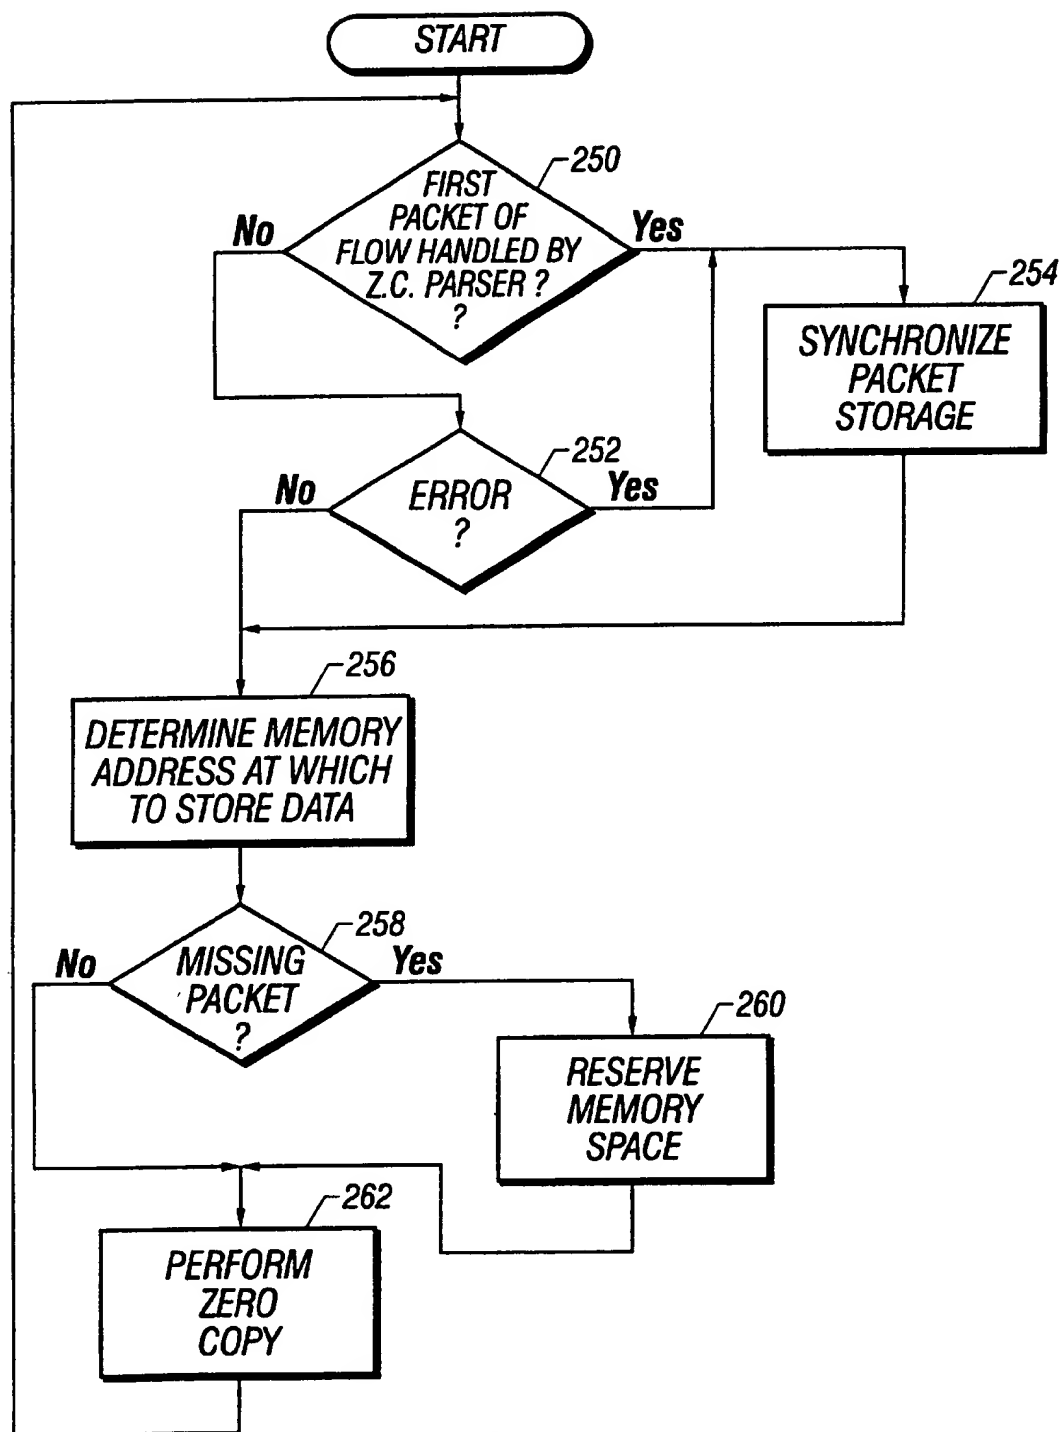 START
250
FIRST
PACKET OF
FLOW HANDLED BY
Z.C. PARSER ?
?
No
Yes
254
SYNCHRONIZE
PACKET
STORAGE
252
ERROR
?
No
Yes
256
DETERMINE MEMORY
ADDRESS AT WHICH
TO STORE DATA
258
MISSING
PACKET
?
No
Yes
260
RESERVE
MEMORY
SPACE
262
PERFORM
ZERO
COPY